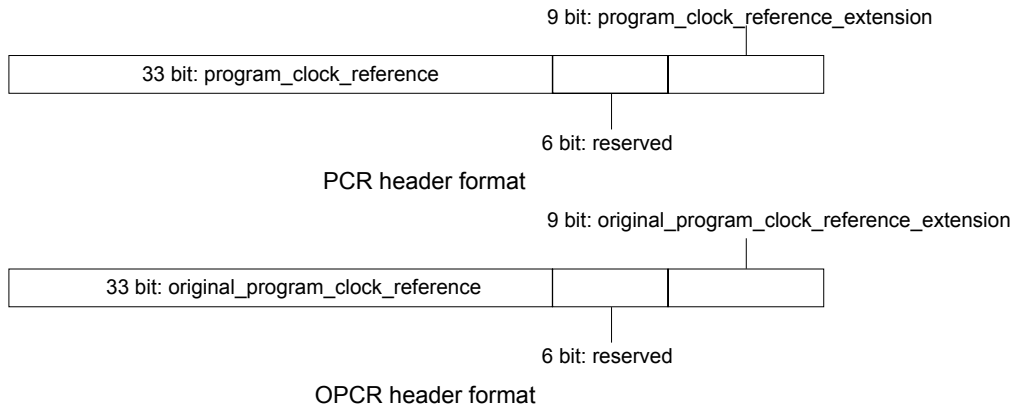 9 bit: program_clock_reference_extension
33 bit: program_clock_reference
6 bit: reserved
PCR header format
9 bit: original_program_clock_reference_extension
33 bit: original_program_clock_reference
6 bit: reserved
OPCR header format